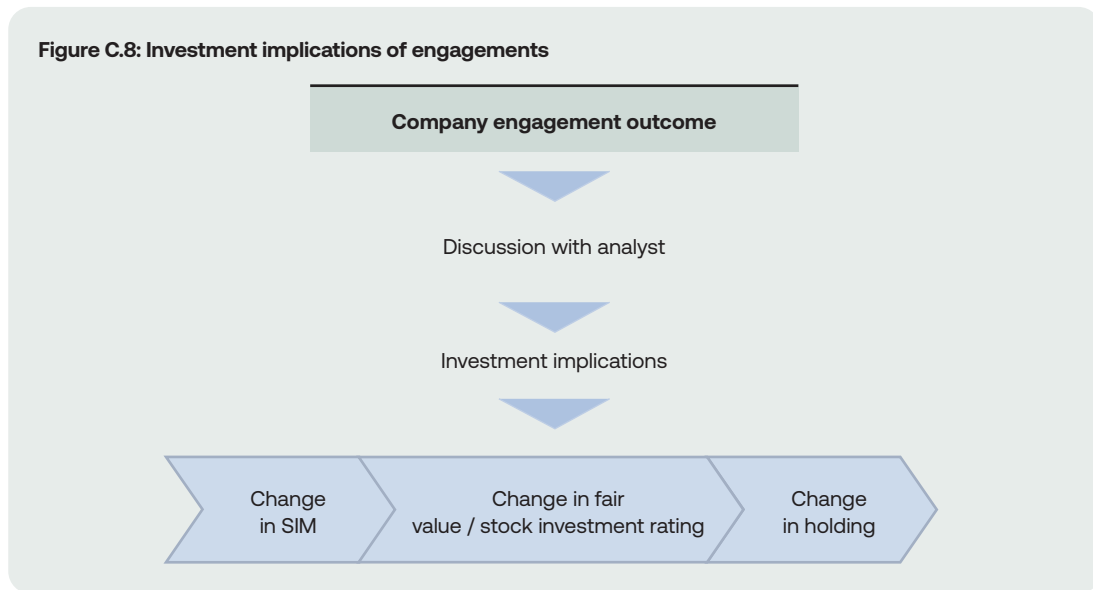 Figure C.8: Investment implications of engagements
Company engagement outcome
Discussion with analyst
Investment implications
Change
in SIM
Change in fair
value / stock investment rating
Change
in holding